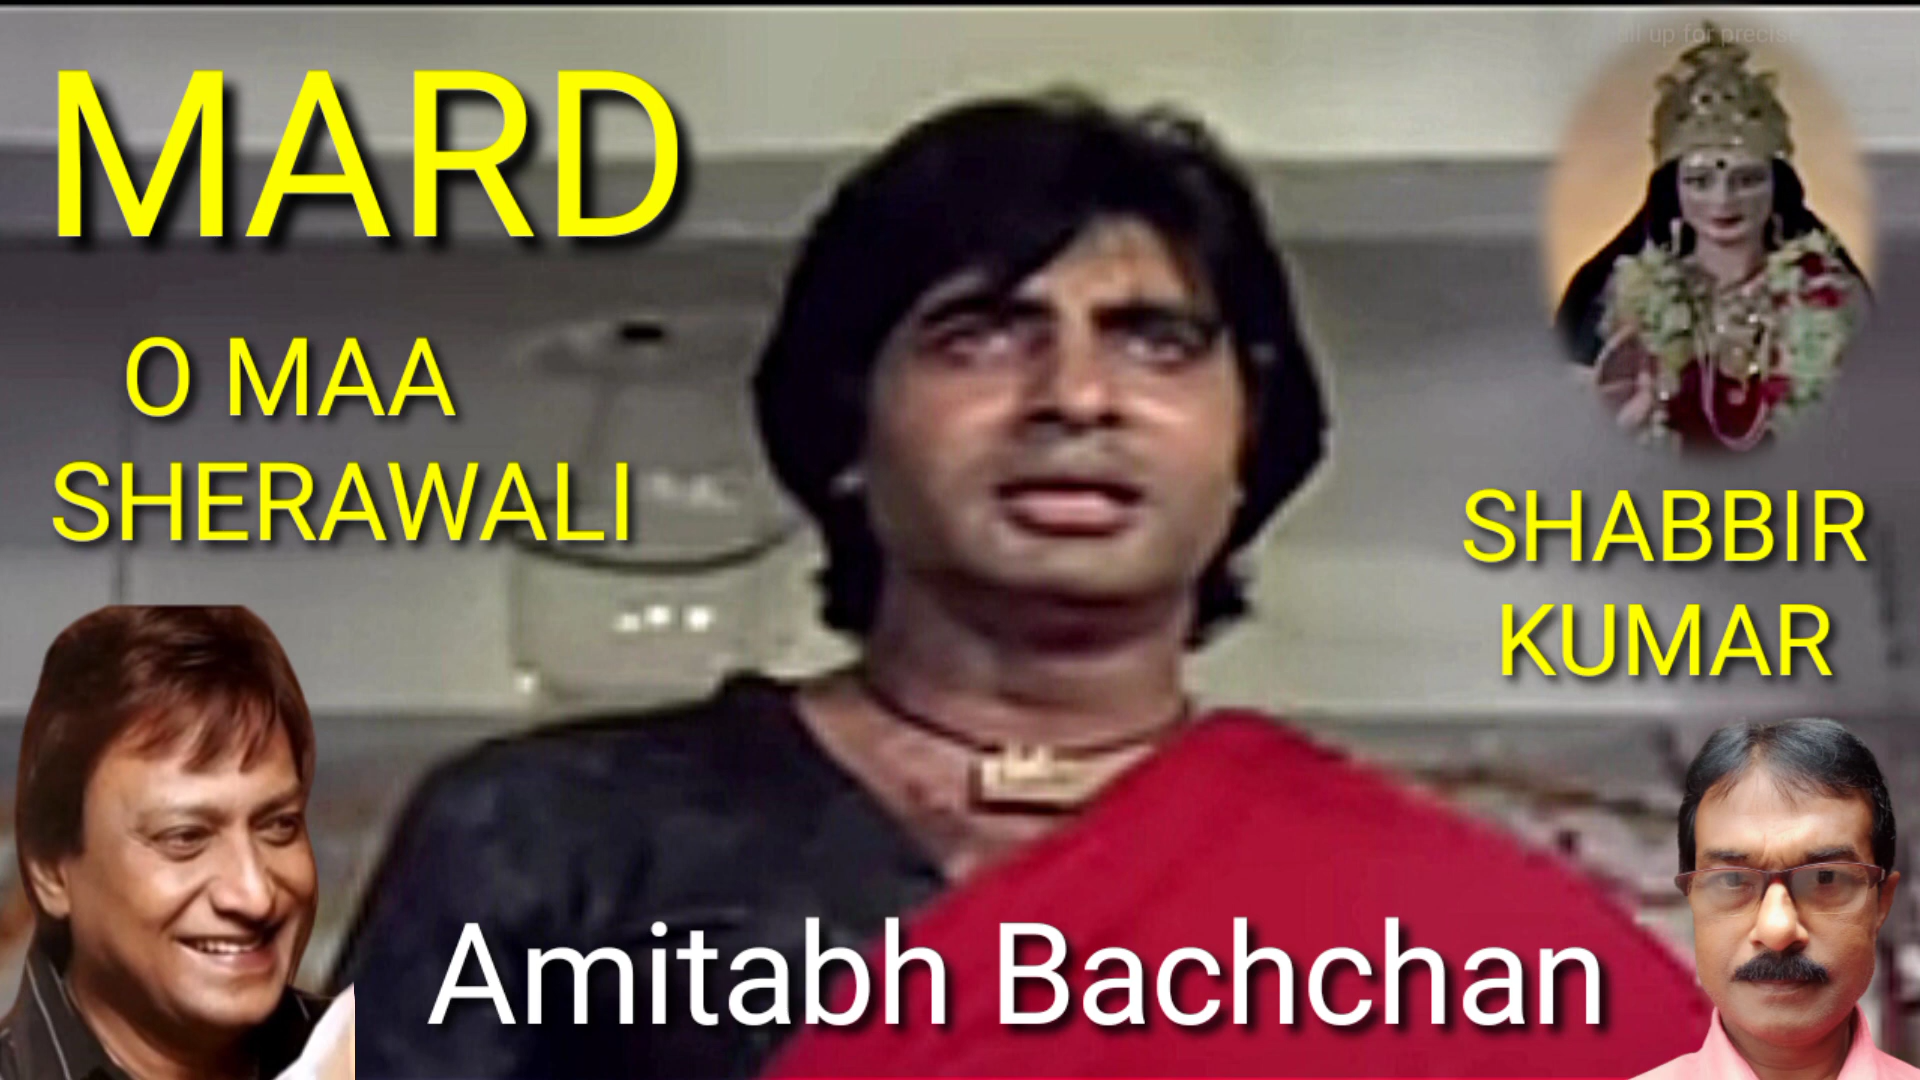 MARD
O MAA
SHERAWALI
SHABBIR
KUMAR
Amitabh Bachchan